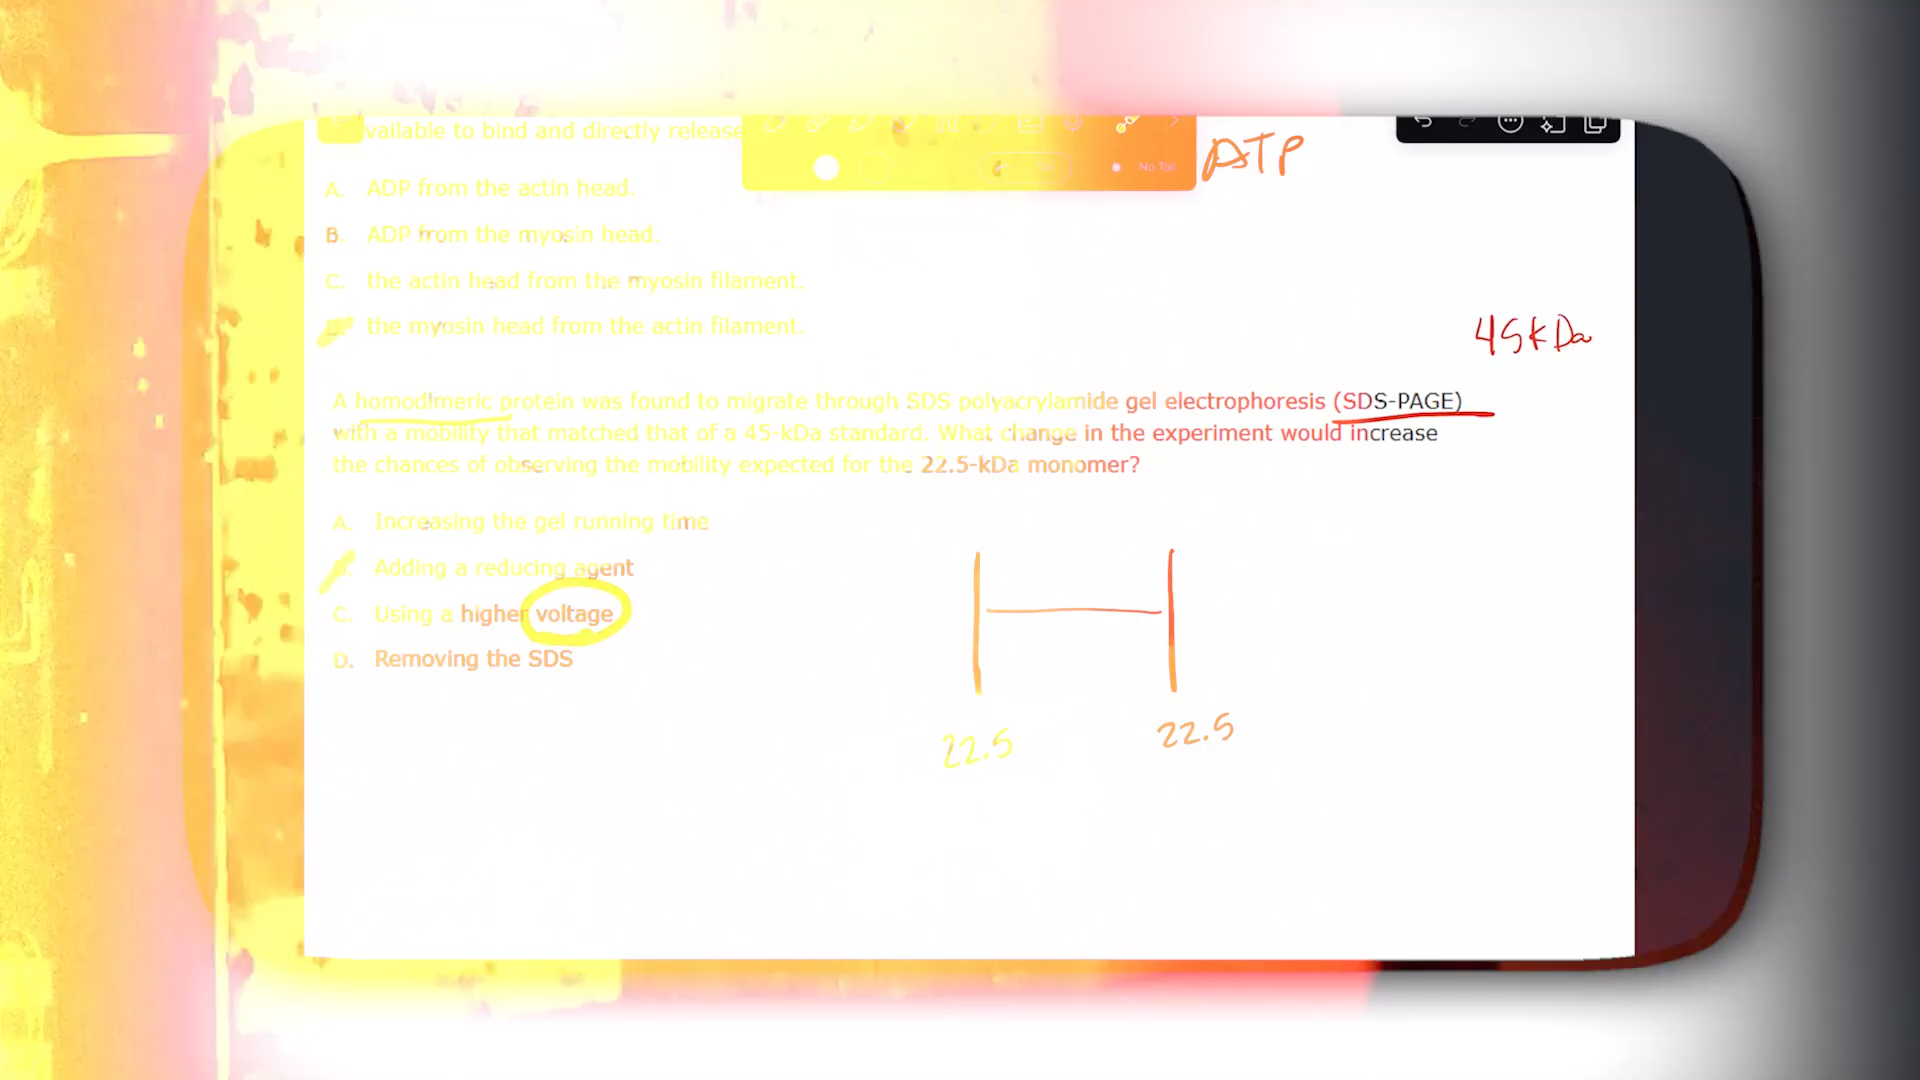 vailable to bind and directly release
ATP
No Tail
A. ADP from the actin head.
B. ADP from the myosin head.
C. the actin head from the myosin filament.
the myosin head from the actin filament.
45kDa
A homodimeric protein was found to migrate through SDS polyacrylamide gel electrophoresis (SDS-PAGE)
with a mobility that matched that of a 45-kDa standard. What change in the experiment would increase
the chances of observing the mobility expected for the 22.5-kDa monomer?
A. Increasing the gel running time
B. Adding a reducing agent
C. Using a higher voltage
D. Removing the SDS
22.5
22.5